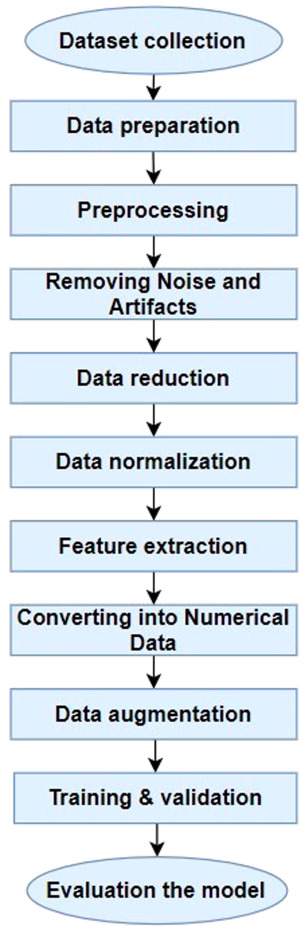 Dataset collection
Data preparation
Preprocessing
Removing Noise and
Artifacts
Data reduction
Data normalization
Feature extraction
Converting into Numerical
Data
Data augmentation
Training & validation
Evaluation the model